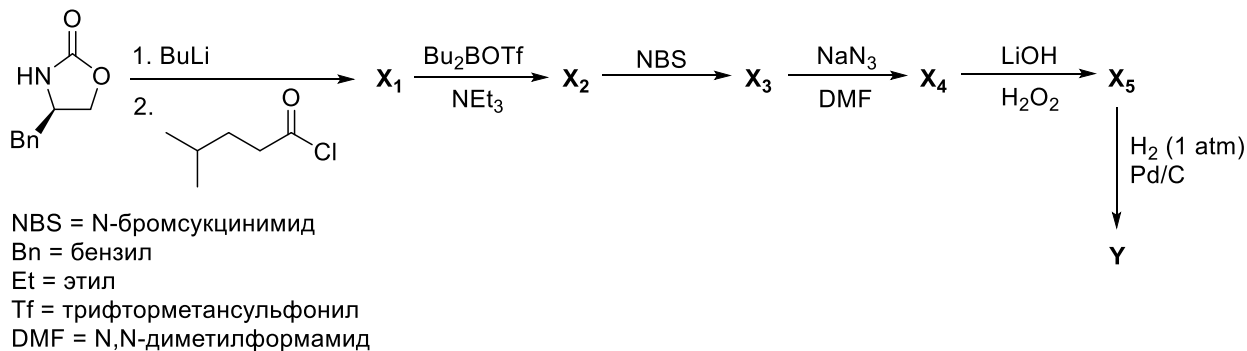 O
HN
O
Bn
1. BuLi
2.
O
Cl
X₁
Bu₂BOTf
NEt₃
X₂
NBS
X₃
NaN₃
DMF
X₄
LiOH
H₂O₂
X₅
H₂ (1 atm)
Pd/C
Y
NBS = N-бромсукцинимид
Bn = бензил
Et = этил
Tf = трифторметансульфонил
DMF = N,N-диметилформамид